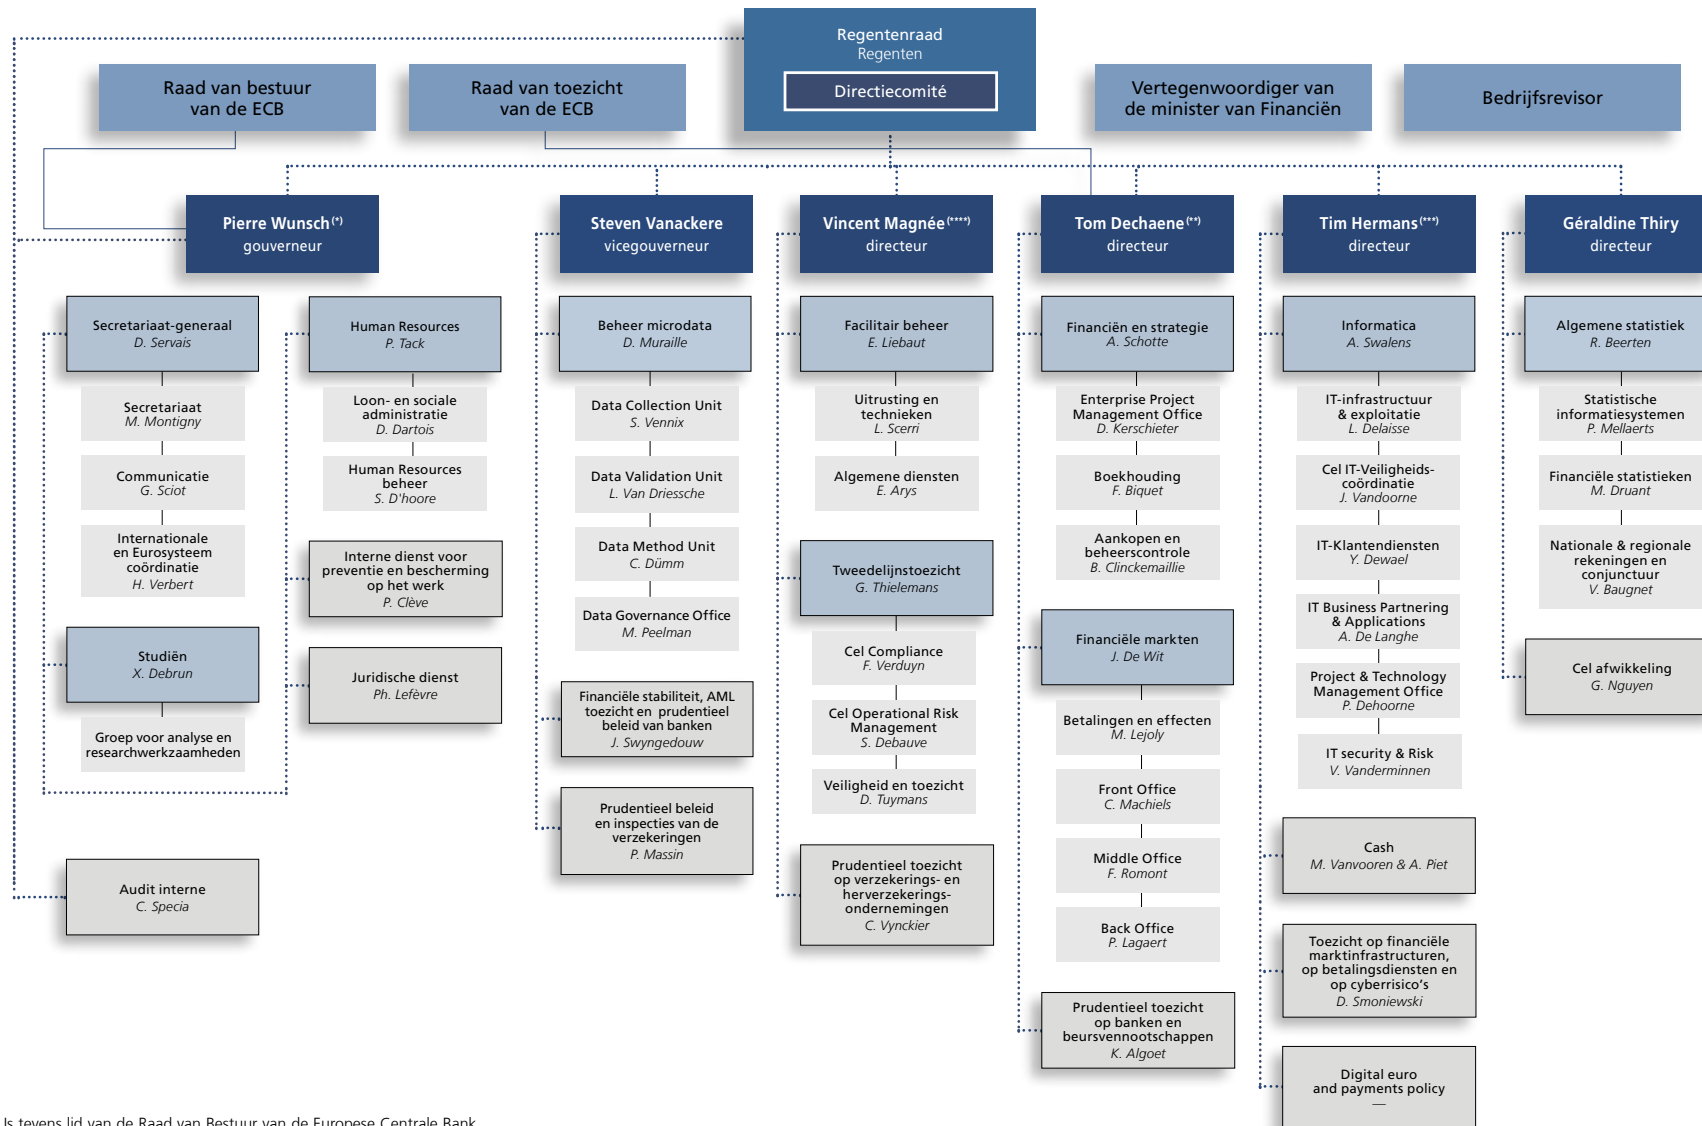 Regentenraad
Regenten
Directiecomité
Raad van bestuur
van de ECB
Raad van toezicht
van de ECB
Vertegenwoordiger van
de minister van Financiën
Bedrijfsrevisor
Pierre Wunsch (*)
gouverneur
Steven Vanackere
vicegouverneur
Vincent Magnée (****)
directeur
Tom Dechaene (**)
directeur
Tim Hermans (***)
directeur
Géraldine Thiry
directeur
Secretariaat-generaal
D. Servais
Secretariaat
M. Montigny
Communicatie
G. Sciot
Internationale
en Eurosysteem
coördinatie
H. Verbert
Studiën
X. Debrun
Groep voor analyse en
researchwerkzaamheden
Audit interne
C. Specia
Human Resources
P. Tack
Loon- en sociale
administratie
D. Dartois
Human Resources
beheer
S. D'hoore
Interne dienst voor
preventie en bescherming
op het werk
P. Clève
Juridische dienst
Ph. Lefèvre
Beheer microdata
D. Muraille
Data Collection Unit
S. Vennix
Data Validation Unit
L. Van Driessche
Data Method Unit
C. Dümm
Data Governance Office
M. Peelman
Financiële stabiliteit, AML
toezicht en prudentieel
beleid van banken
J. Swyngedouw
Prudentieel beleid
en inspecties van de
verzekeringen
P. Massin
Facilitair beheer
E. Liebaut
Uitrusting en
technieken
L. Scerri
Algemene diensten
E. Arys
Tweedelijnstoezicht
G. Thielemans
Cel Compliance
F. Verduyn
Cel Operational Risk
Management
S. Debauve
Veiligheid en toezicht
D. Tuymans
Prudentieel toezicht
op verzekerings- en
herverzekerings-
ondernemingen
C. Vynckier
Financiën en strategie
A. Schotte
Enterprise Project
Management Office
D. Kerschieter
Boekhouding
F. Biquet
Aankopen en
beheerscontrole
B. Clinckemaillie
Financiële markten
J. De Wit
Betalingen en effecten
M. Lejoly
Front Office
C. Machiels
Middle Office
F. Romont
Back Office
P. Lagaert
Prudentieel toezicht
op banken en
beursvennootschappen
K. Algoet
Informatica
A. Swalens
IT-infrastructuur
& exploitatie
L. Delaisse
Cel IT-Veiligheids-
coördinatie
J. Vandoorne
IT-Klantendiensten
Y. Dewael
IT Business Partnering
& Applications
A. De Langhe
Project & Technology
Management Office
P. Dehoorne
IT security & Risk
V. Vanderminnen
Cash
M. Vanvooren & A. Piet
Toezicht op financiële
marktinfrastructuren,
op betalingsdiensten en
op cyberrisico's
D. Smoniewski
Digital euro
and payments policy
—
Algemene statistiek
R. Beerten
Statistische
informatiesystemen
P. Mellaerts
Financiële statistieken
M. Druant
Nationale & regionale
rekeningen en
conjunctuur
V. Baugnet
Cel afwikkeling
G. Nguyen
Is tevens lid van de Raad van Bestuur van de Europese Centrale Bank